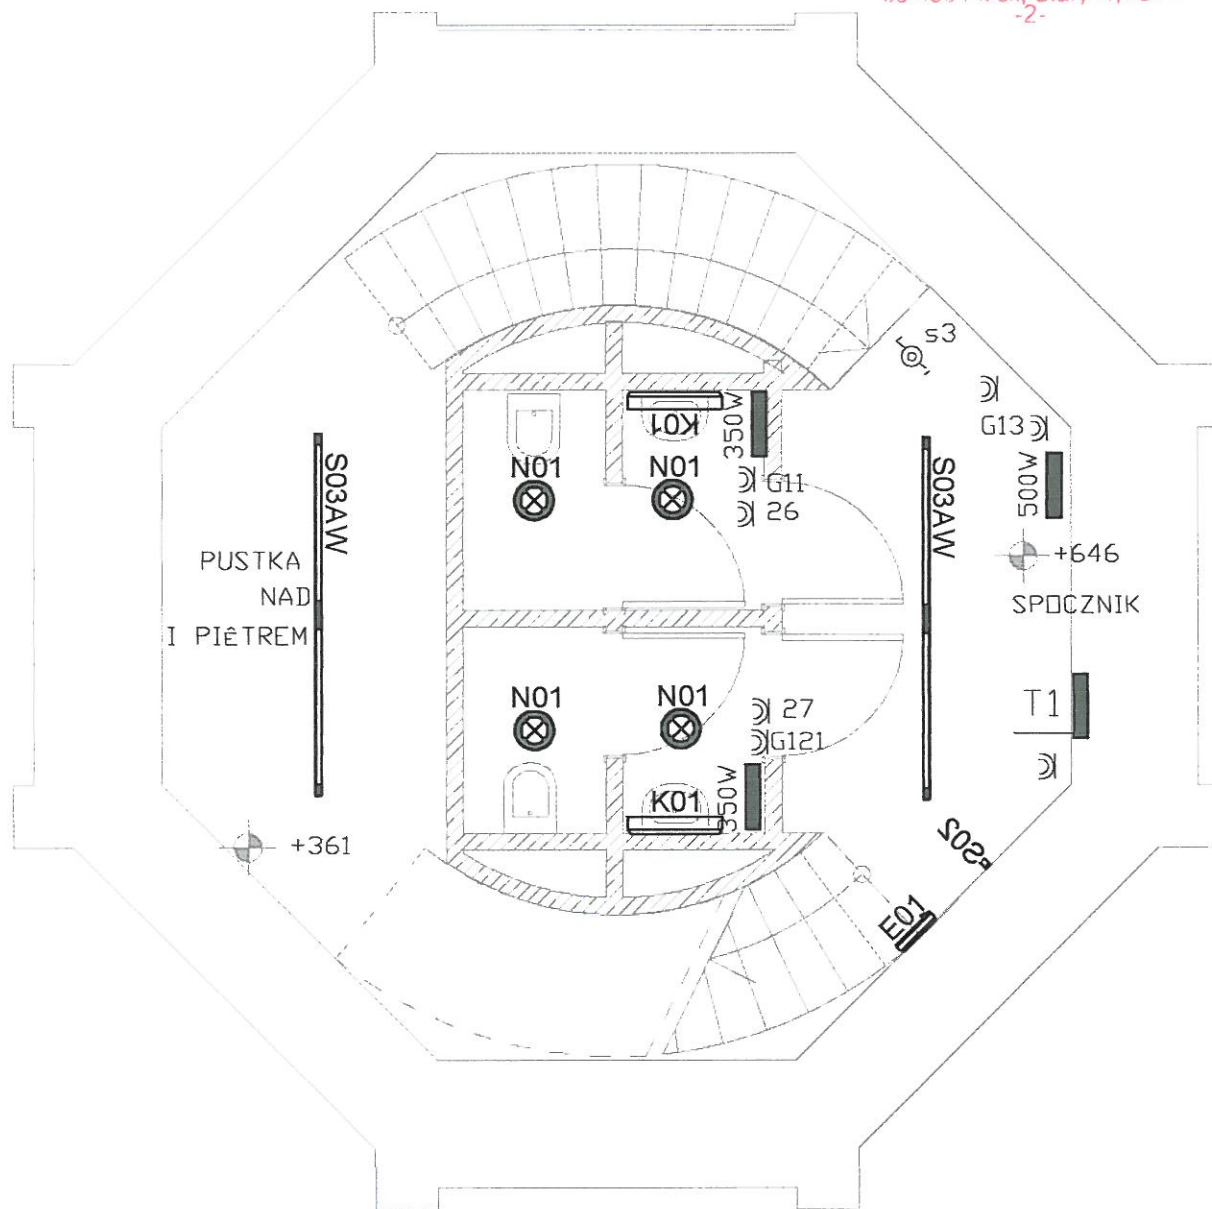 -2-
s3
G13
500W
+646
SPOCZNIK
T1
S03AW
S03AW
PUSTKA
NAD
I PIÊTREM
+361
K01
350W
N01
N01
G11
26
N01
N01
27
G121
K01
350W
S02
E01